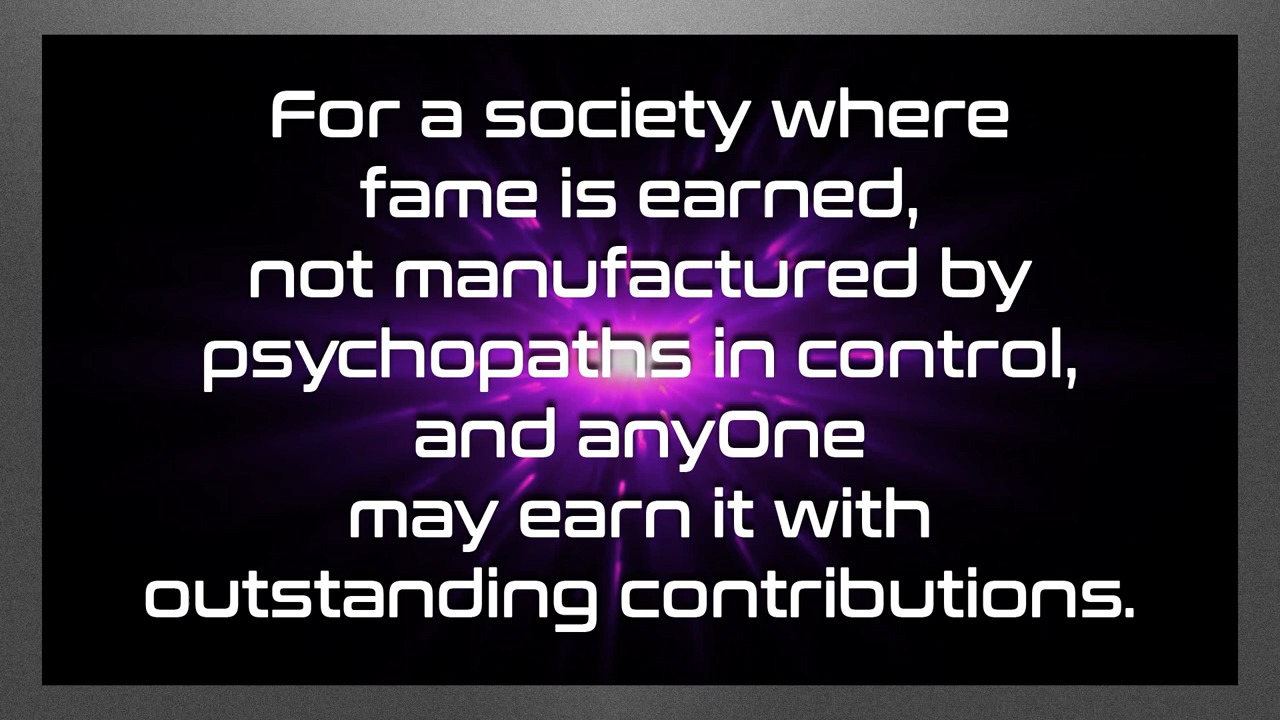 For a society where
fame is earned,
not manufactured by
psychopaths in control,
and anyOne
may earn it with
outstanding contributions.